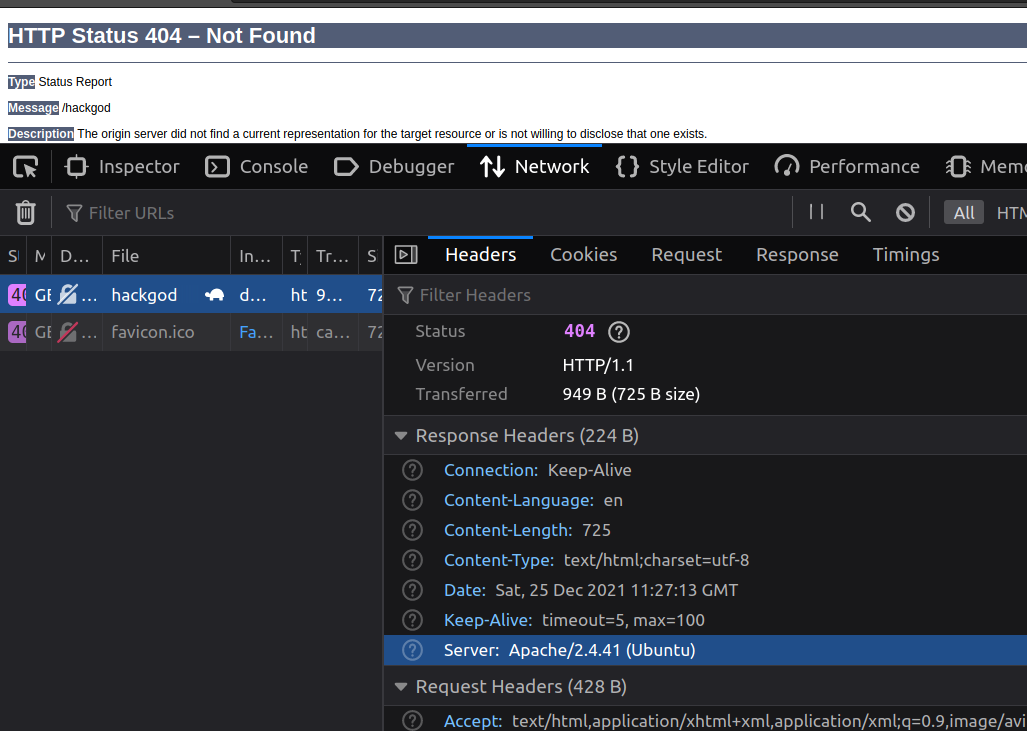 HTTP Status 404 – Not Found
Type Status Report
Message /hackgod
Description The origin server did not find a current representation for the target resource or is not willing to disclose that one exists.
Inspector Console Debugger Network {} Style Editor Performance Memo
Filter URLs All HTM
St M D... File In... Ty Tr... S
40 GE ... hackgod d... ht 9... 72
40 GE ... favicon.ico Fa... ht ca... 72
Headers Cookies Request Response Timings
Filter Headers
Status 404 ?
Version HTTP/1.1
Transferred 949 B (725 B size)
Response Headers (224 B)
? Connection: Keep-Alive
? Content-Language: en
? Content-Length: 725
? Content-Type: text/html;charset=utf-8
? Date: Sat, 25 Dec 2021 11:27:13 GMT
? Keep-Alive: timeout=5, max=100
? Server: Apache/2.4.41 (Ubuntu)
Request Headers (428 B)
? Accept: text/html,application/xhtml+xml,application/xml;q=0.9,image/avi